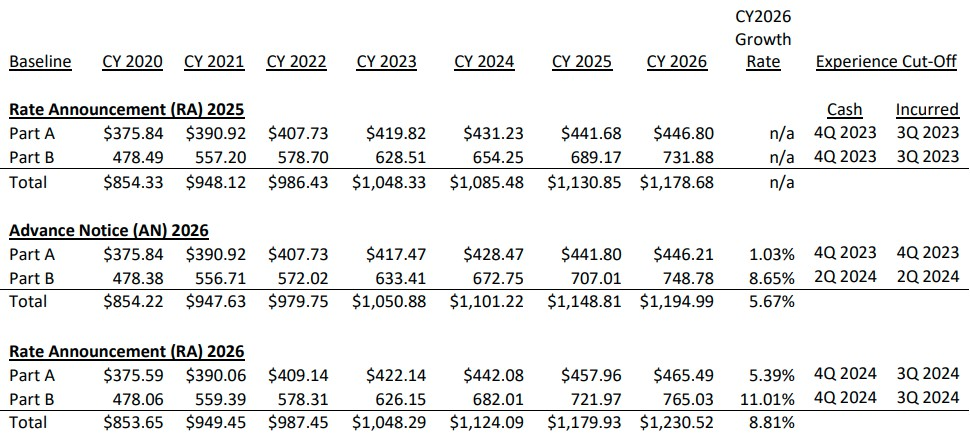 CY2026
Growth
Baseline CY 2020 CY 2021 CY 2022 CY 2023 CY 2024 CY 2025 CY 2026 Rate Experience Cut-Off
Rate Announcement (RA) 2025 Cash Incurred
Part A $375.84 $390.92 $407.73 $419.82 $431.23 $441.68 $446.80 n/a 4Q 2023 3Q 2023
Part B 478.49 557.20 578.70 628.51 654.25 689.17 731.88 n/a 4Q 2023 3Q 2023
Total $854.33 $948.12 $986.43 $1,048.33 $1,085.48 $1,130.85 $1,178.68 n/a
Advance Notice (AN) 2026
Part A $375.84 $390.92 $407.73 $417.47 $428.47 $441.80 $446.21 1.03% 4Q 2023 4Q 2023
Part B 478.38 556.71 572.02 633.41 672.75 707.01 748.78 8.65% 2Q 2024 2Q 2024
Total $854.22 $947.63 $979.75 $1,050.88 $1,101.22 $1,148.81 $1,194.99 5.67%
Rate Announcement (RA) 2026
Part A $375.59 $390.06 $409.14 $422.14 $442.08 $457.96 $465.49 5.39% 4Q 2024 3Q 2024
Part B 478.06 559.39 578.31 626.15 682.01 721.97 765.03 11.01% 4Q 2024 3Q 2024
Total $853.65 $949.45 $987.45 $1,048.29 $1,124.09 $1,179.93 $1,230.52 8.81%